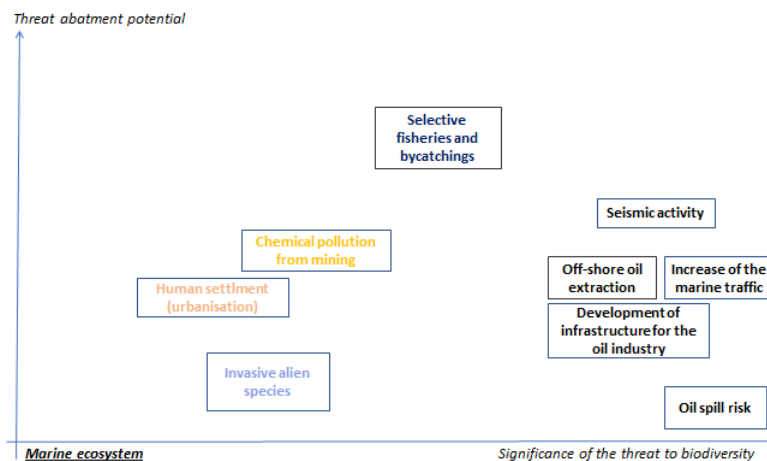 Threat abatment potential
Selective
fisheries and
bycatchings
Seismic activity
Chemical pollution
from mining
Off-shore oil
extraction
Increase of the
marine traffic
Human settlment
(urbanisation)
Development of
infrastructure for the
oil industry
Invasive alien
species
Oil spill risk
Marine ecosystem
Significance of the threat to biodiversity